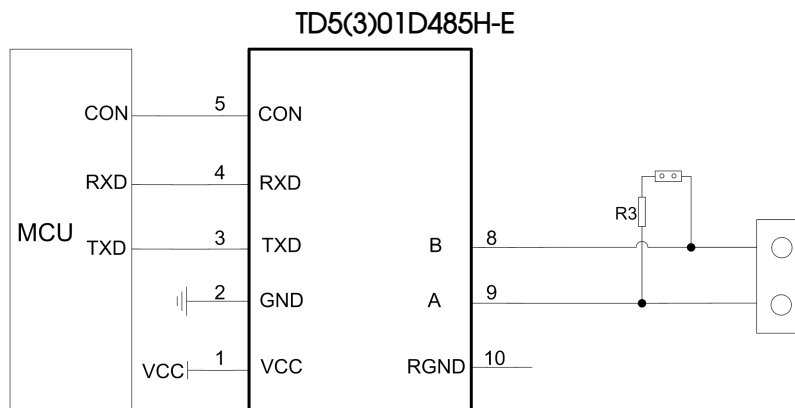 TD5(3)01D485H-E
CON 5 CON
RXD 4 RXD
R3
MCU
TXD 3 TXD
B 8
2 GND
A 9
VCC 1 VCC
RGND 10